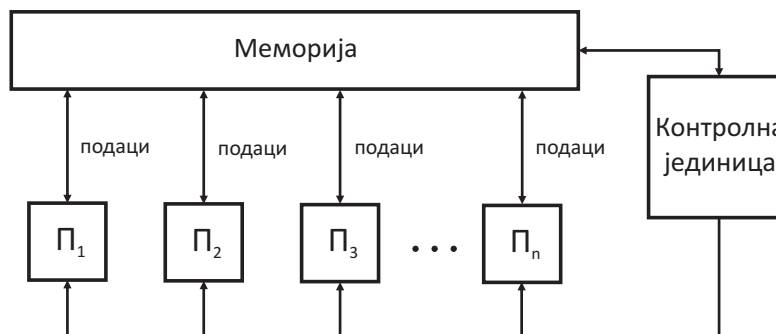 Меморија
Контролна
јединица
подаци
подаци
подаци
подаци
П1
П2
П3
...
Пn